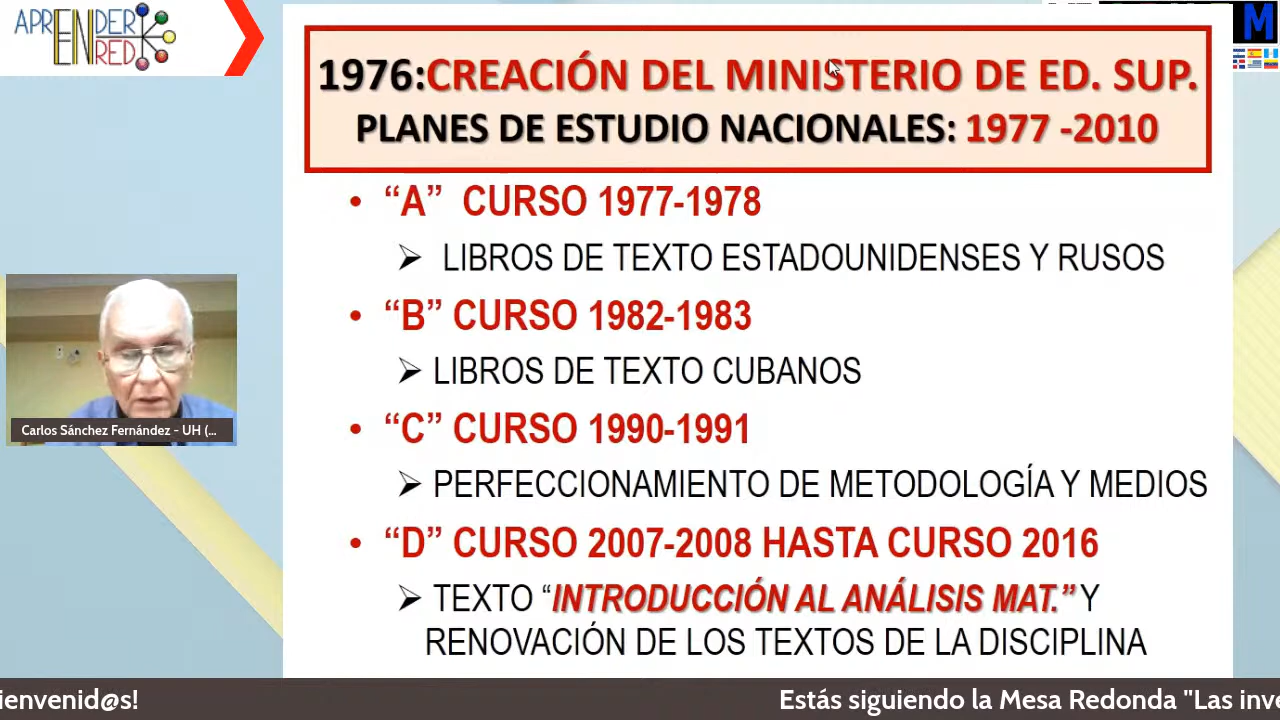 APRENDER
EN RED
M
1976:CREACIÓN DEL MINISTERIO DE ED. SUP.
PLANES DE ESTUDIO NACIONALES: 1977 -2010
• “A” CURSO 1977-1978
➢ LIBROS DE TEXTO ESTADOUNIDENSES Y RUSOS
• “B” CURSO 1982-1983
➢ LIBROS DE TEXTO CUBANOS
• “C” CURSO 1990-1991
➢ PERFECCIONAMIENTO DE METODOLOGÍA Y MEDIOS
• “D” CURSO 2007-2008 HASTA CURSO 2016
➢ TEXTO “INTRODUCCIÓN AL ANÁLISIS MAT.” Y
RENOVACIÓN DE LOS TEXTOS DE LA DISCIPLINA
Carlos Sánchez Fernández - UH (...
ienvenid@s!
Estás siguiendo la Mesa Redonda "Las inve